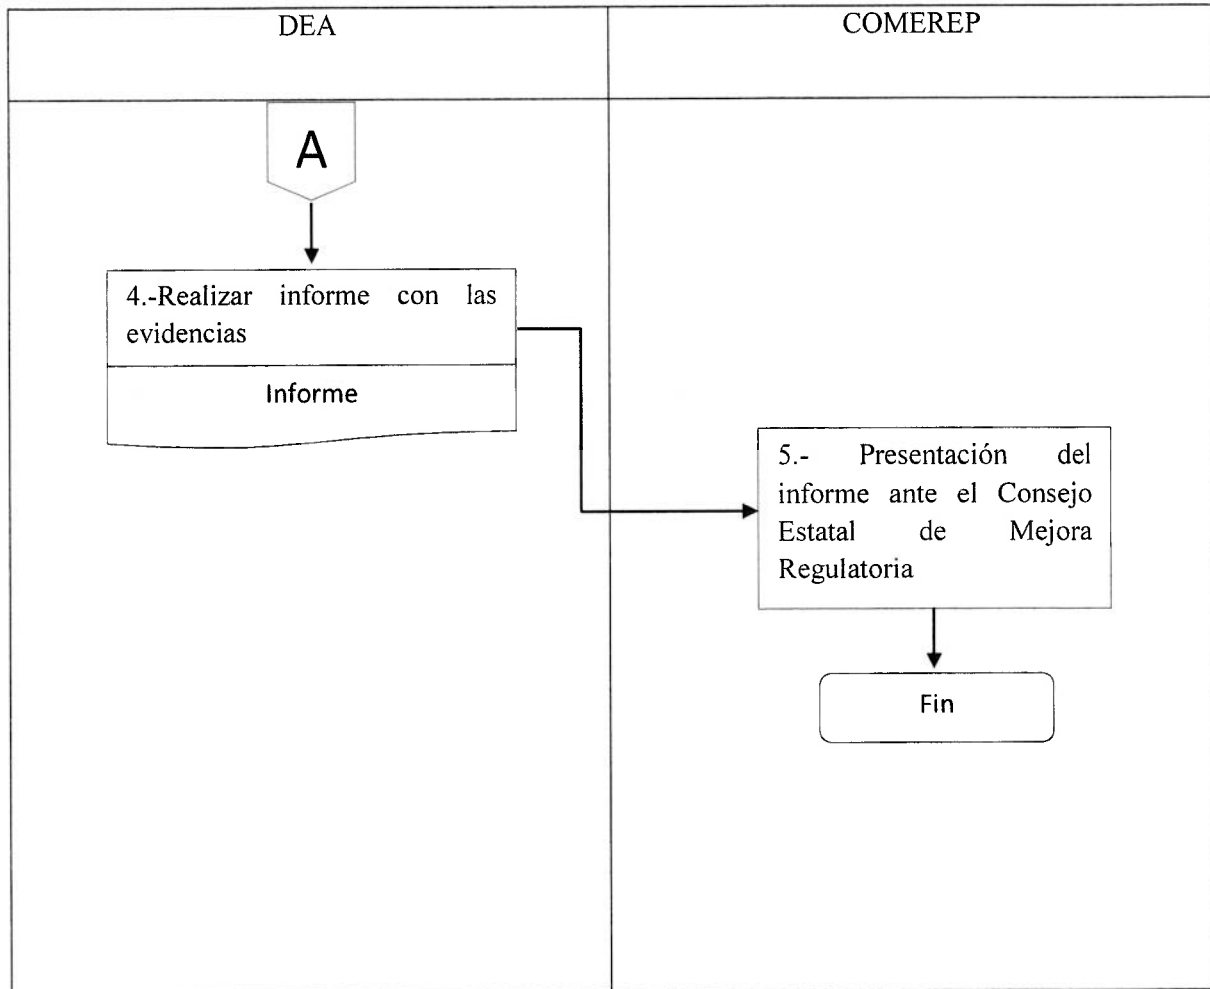 DEA
COMEREP
A
4.-Realizar informe con las
evidencias
Informe
5.- Presentación del
informe ante el Consejo
Estatal de Mejora
Regulatoria
Fin